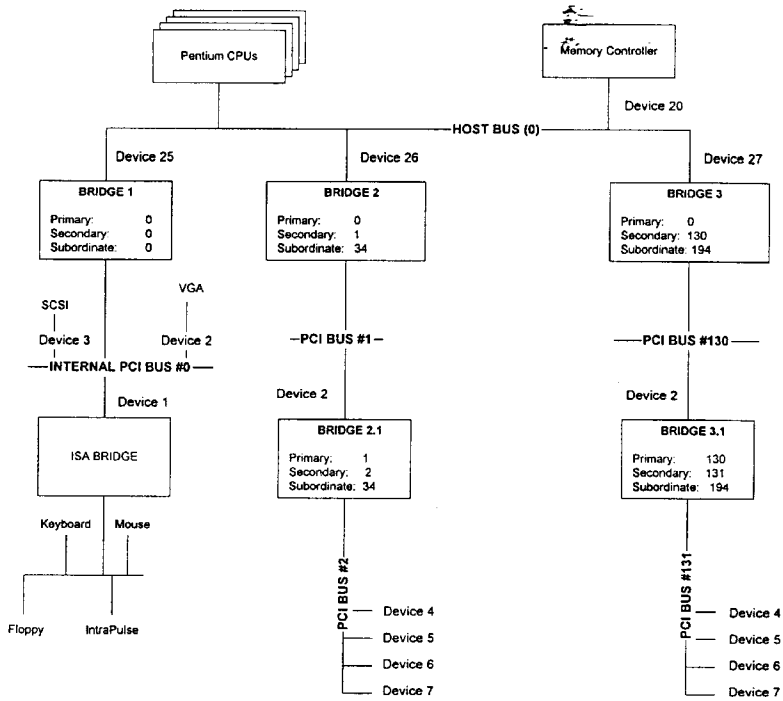 Pentium CPUs
Memory Controller
Device 20
HOST BUS (0)
Device 25
Device 26
Device 27
BRIDGE 1
Primary: 0
Secondary: 0
Subordinate: 0
BRIDGE 2
Primary: 0
Secondary: 1
Subordinate: 34
BRIDGE 3
Primary: 0
Secondary: 130
Subordinate: 194
SCSI
VGA
Device 3
Device 2
INTERNAL PCI BUS #0
PCI BUS #1
PCI BUS #130
Device 1
Device 2
Device 2
ISA BRIDGE
BRIDGE 2.1
Primary: 1
Secondary: 2
Subordinate: 34
BRIDGE 3.1
Primary: 130
Secondary: 131
Subordinate: 194
Keyboard
Mouse
Floppy
IntraPulse
PCI BUS #2
Device 4
Device 5
Device 6
Device 7
PCI BUS #131
Device 4
Device 5
Device 6
Device 7